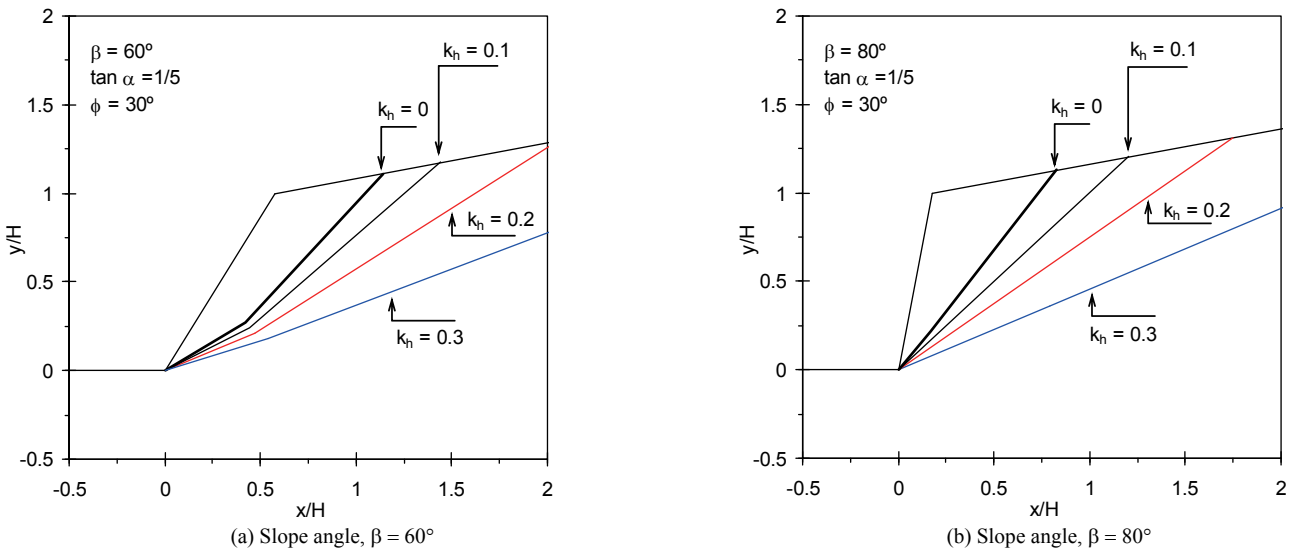 2
1.5
1
0.5
0
-0.5
y/H
β = 60º
tan α =1/5
ϕ = 30º
k_h = 0.1
k_h = 0
k_h = 0.2
k_h = 0.3
-0.5 0 0.5 1 1.5 2
x/H
(a) Slope angle, β = 60°
2
1.5
1
0.5
0
-0.5
y/H
β = 80º
tan α =1/5
ϕ = 30º
k_h = 0.1
k_h = 0
k_h = 0.2
k_h = 0.3
-0.5 0 0.5 1 1.5 2
x/H
(b) Slope angle, β = 80°